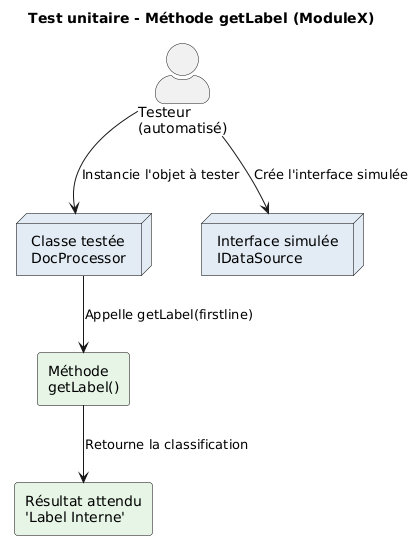 Test unitaire - Méthode getLabel (ModuleX)
Testeur
(automatisé)
Instancie l'objet à tester
Crée l'interface simulée
Classe testée
DocProcessor
Interface simulée
IDataSource
Appelle getLabel(firstline)
Méthode
getLabel()
Retourne la classification
Résultat attendu
'Label Interne'